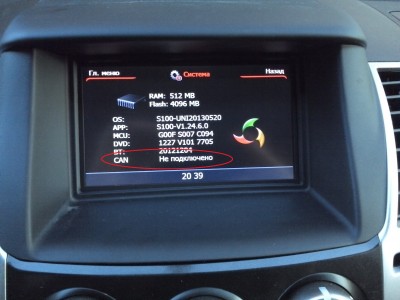 Гл. меню Система Назад
RAM: 512 MB
Flash: 4096 MB
OS: S100-UNI20130520
APP: S100-V1.24.6.0
MCU: G00F S007 C094
DVD: 1227 V101 7705
BT: 20121204
CAN Не подключено
20 39